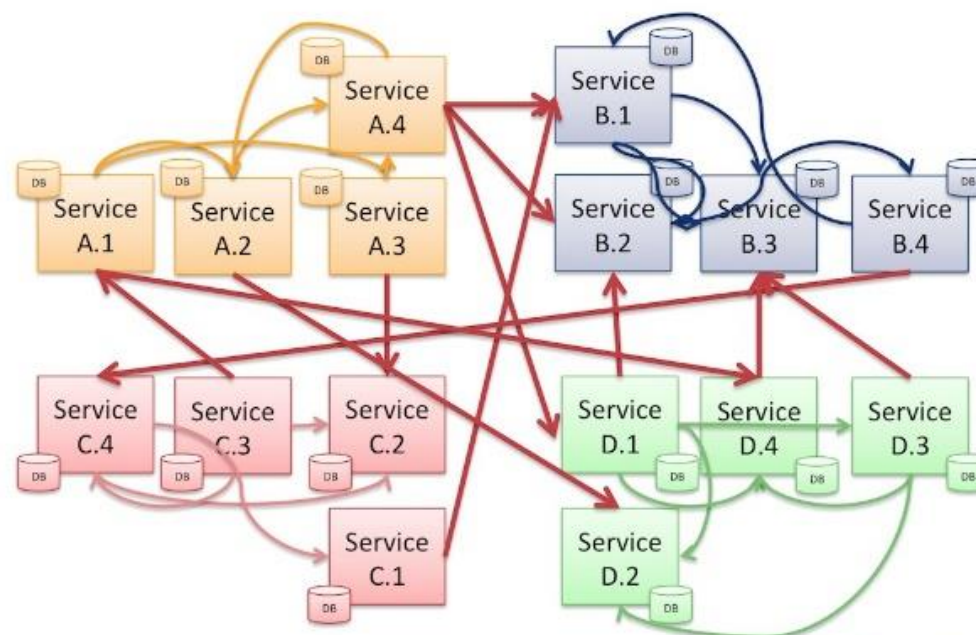 DB
Service
A.4
Service
B.1
DB
DB
Service
A.1
DB
Service
A.2
DB
Service
A.3
Service
B.2
DB
Service
B.3
DB
Service
B.4
DB
Service
C.4
DB
Service
C.3
DB
Service
C.2
DB
Service
D.1
DB
Service
D.4
DB
Service
D.3
DB
Service
C.1
DB
Service
D.2
DB